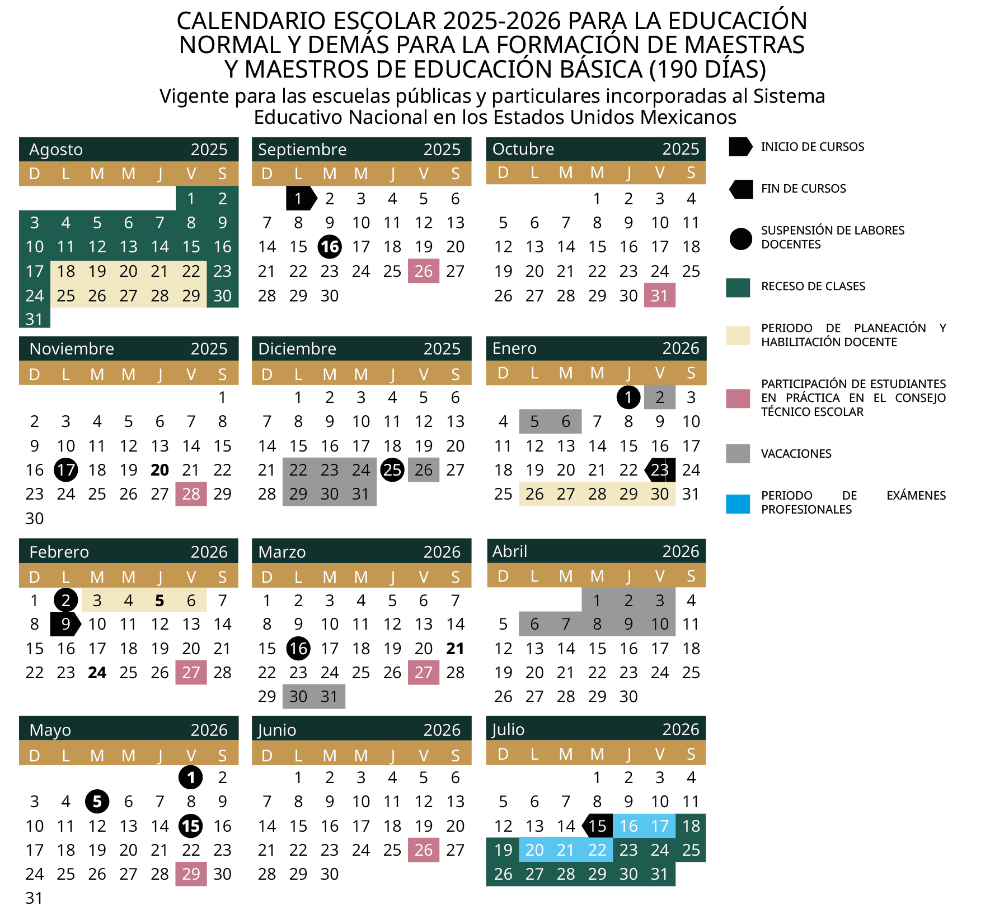 CALENDARIO ESCOLAR 2025-2026 PARA LA EDUCACIÓN
NORMAL Y DEMÁS PARA LA FORMACIÓN DE MAESTRAS
Y MAESTROS DE EDUCACIÓN BÁSICA (190 DÍAS)
Vigente para las escuelas públicas y particulares incorporadas al Sistema
Educativo Nacional en los Estados Unidos Mexicanos
Agosto 2025
D L M M J V S
1 2
3 4 5 6 7 8 9
10 11 12 13 14 15 16
17 18 19 20 21 22 23
24 25 26 27 28 29 30
31
Septiembre 2025
D L M M J V S
1 2 3 4 5 6
7 8 9 10 11 12 13
14 15 16 17 18 19 20
21 22 23 24 25 26 27
28 29 30
Octubre 2025
D L M M J V S
1 2 3 4
5 6 7 8 9 10 11
12 13 14 15 16 17 18
19 20 21 22 23 24 25
26 27 28 29 30 31
Noviembre 2025
D L M M J V S
1
2 3 4 5 6 7 8
9 10 11 12 13 14 15
16 17 18 19 20 21 22
23 24 25 26 27 28 29
30
Diciembre 2025
D L M M J V S
1 2 3 4 5 6
7 8 9 10 11 12 13
14 15 16 17 18 19 20
21 22 23 24 25 26 27
28 29 30 31
Enero 2026
D L M M J V S
1 2 3
4 5 6 7 8 9 10
11 12 13 14 15 16 17
18 19 20 21 22 23 24
25 26 27 28 29 30 31
Febrero 2026
D L M M J V S
1 2 3 4 5 6 7
8 9 10 11 12 13 14
15 16 17 18 19 20 21
22 23 24 25 26 27 28
Marzo 2026
D L M M J V S
1 2 3 4 5 6 7
8 9 10 11 12 13 14
15 16 17 18 19 20 21
22 23 24 25 26 27 28
29 30 31
Abril 2026
D L M M J V S
1 2 3 4
5 6 7 8 9 10 11
12 13 14 15 16 17 18
19 20 21 22 23 24 25
26 27 28 29 30
Mayo 2026
D L M M J V S
1 2
3 4 5 6 7 8 9
10 11 12 13 14 15 16
17 18 19 20 21 22 23
24 25 26 27 28 29 30
31
Junio 2026
D L M M J V S
1 2 3 4 5 6
7 8 9 10 11 12 13
14 15 16 17 18 19 20
21 22 23 24 25 26 27
28 29 30
Julio 2026
D L M M J V S
1 2 3 4
5 6 7 8 9 10 11
12 13 14 15 16 17 18
19 20 21 22 23 24 25
26 27 28 29 30 31
INICIO DE CURSOS
FIN DE CURSOS
SUSPENSIÓN DE LABORES
DOCENTES
RECESO DE CLASES
PERIODO DE PLANEACIÓN Y
HABILITACIÓN DOCENTE
PARTICIPACIÓN DE ESTUDIANTES
EN PRÁCTICA EN EL CONSEJO
TÉCNICO ESCOLAR
VACACIONES
PERIODO DE EXÁMENES
PROFESIONALES